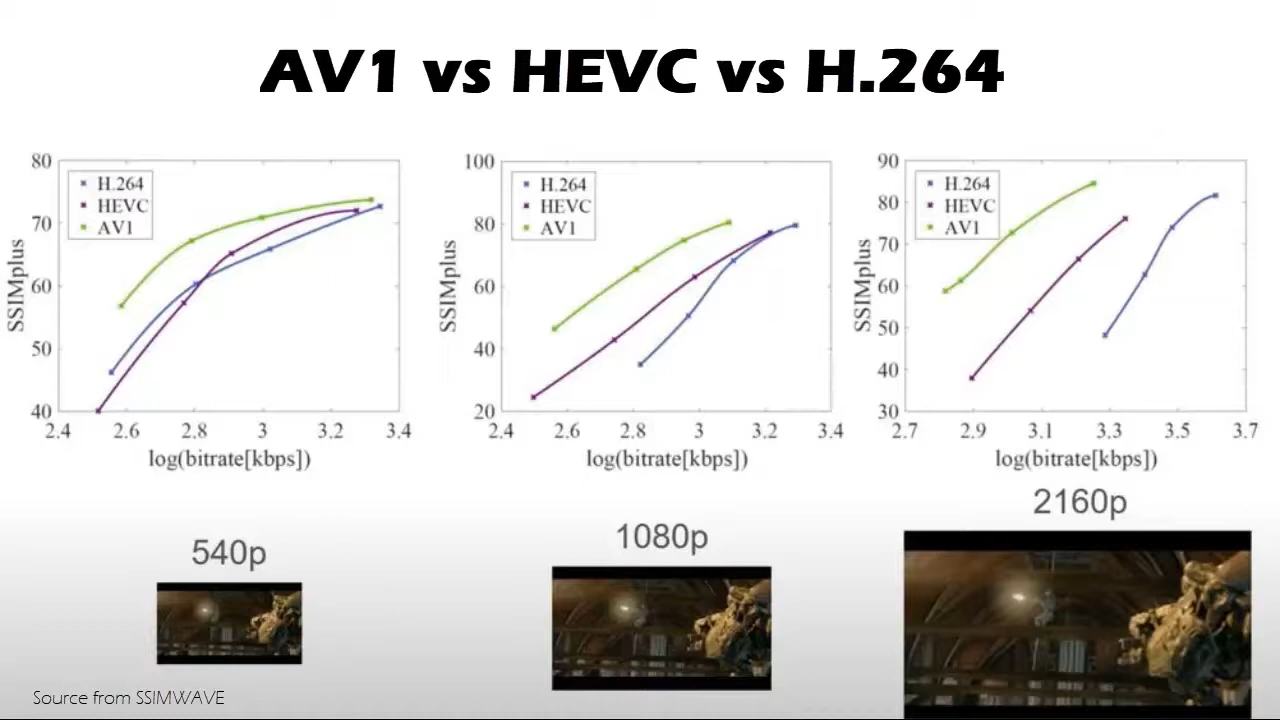 AV1 vs HEVC vs H.264
80
70
60
50
40
2.4 2.6 2.8 3 3.2 3.4
SSIMplus
log(bitrate[kbps])
H.264
HEVC
AV1
100
80
60
40
20
2.4 2.6 2.8 3 3.2 3.4
SSIMplus
log(bitrate[kbps])
H.264
HEVC
AV1
90
80
70
60
50
40
30
2.7 2.9 3.1 3.3 3.5 3.7
SSIMplus
log(bitrate[kbps])
H.264
HEVC
AV1
540p
1080p
2160p
Source from SSIMWAVE